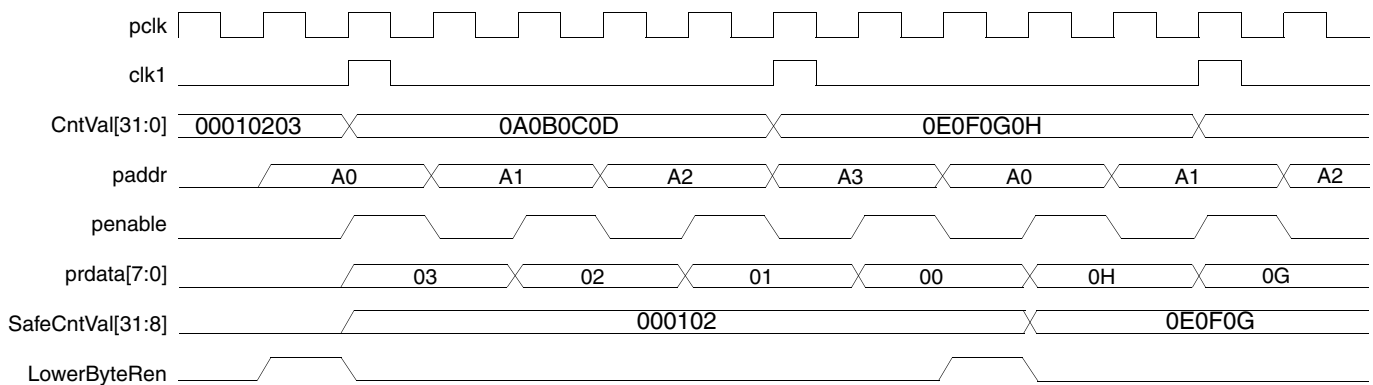 pclk
clk1
CntVal[31:0] 00010203 0A0B0C0D 0E0F0G0H
paddr A0 A1 A2 A3 A0 A1 A2
penable
prdata[7:0] 03 02 01 00 0H 0G
SafeCntVal[31:8] 000102 0E0F0G
LowerByteRen